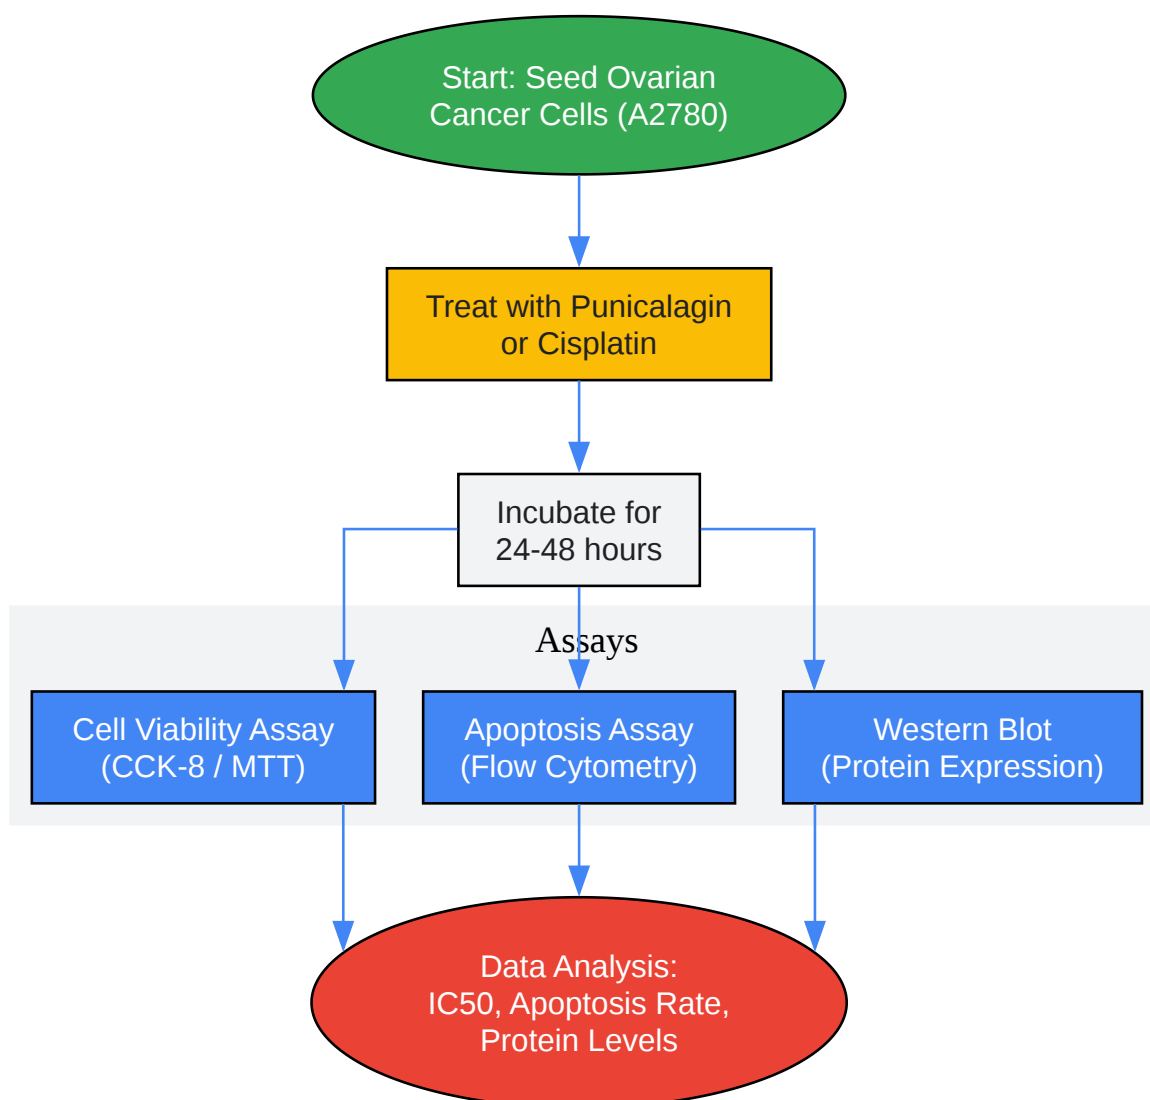 Start: Seed Ovarian
Cancer Cells (A2780)
Treat with Punicalagin
or Cisplatin
Incubate for
24-48 hours
Assays
Cell Viability Assay
(CCK-8 / MTT)
Apoptosis Assay
(Flow Cytometry)
Western Blot
(Protein Expression)
Data Analysis:
IC50, Apoptosis Rate,
Protein Levels